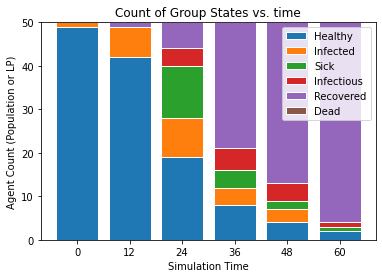 Count of Group States vs. time
Agent Count (Population or LP)
50
40
30
20
10
0
Healthy
Infected
Sick
Infectious
Recovered
Dead
0 12 24 36 48 60
Simulation Time